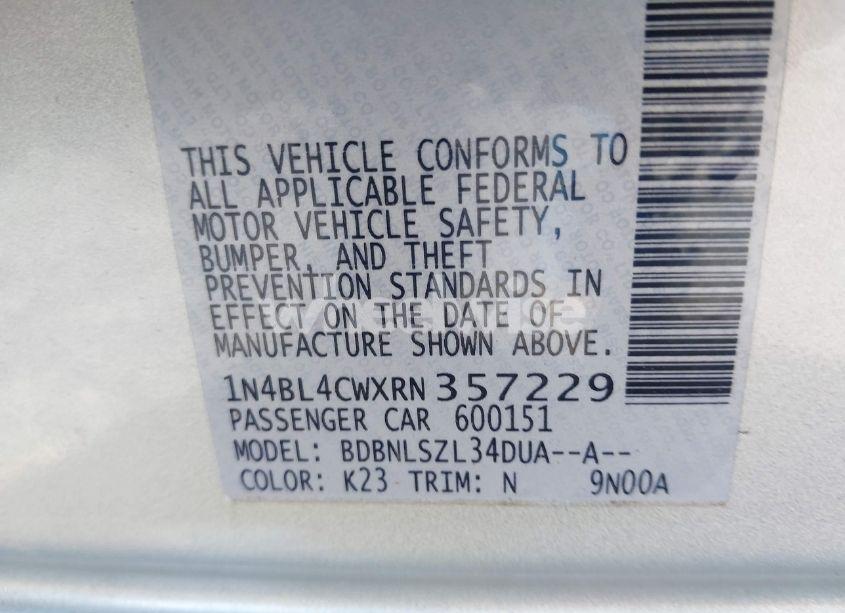 THIS VEHICLE CONFORMS TO
ALL APPLICABLE FEDERAL
MOTOR VEHICLE SAFETY,
BUMPER, AND THEFT
PREVENTION STANDARDS IN
EFFECT ON THE DATE OF
MANUFACTURE SHOWN ABOVE.
1N4BL4CWXRN357229
PASSENGER CAR 600151
MODEL: BDBNLSZL34DUA--A--
COLOR: K23 TRIM: N 9N00A